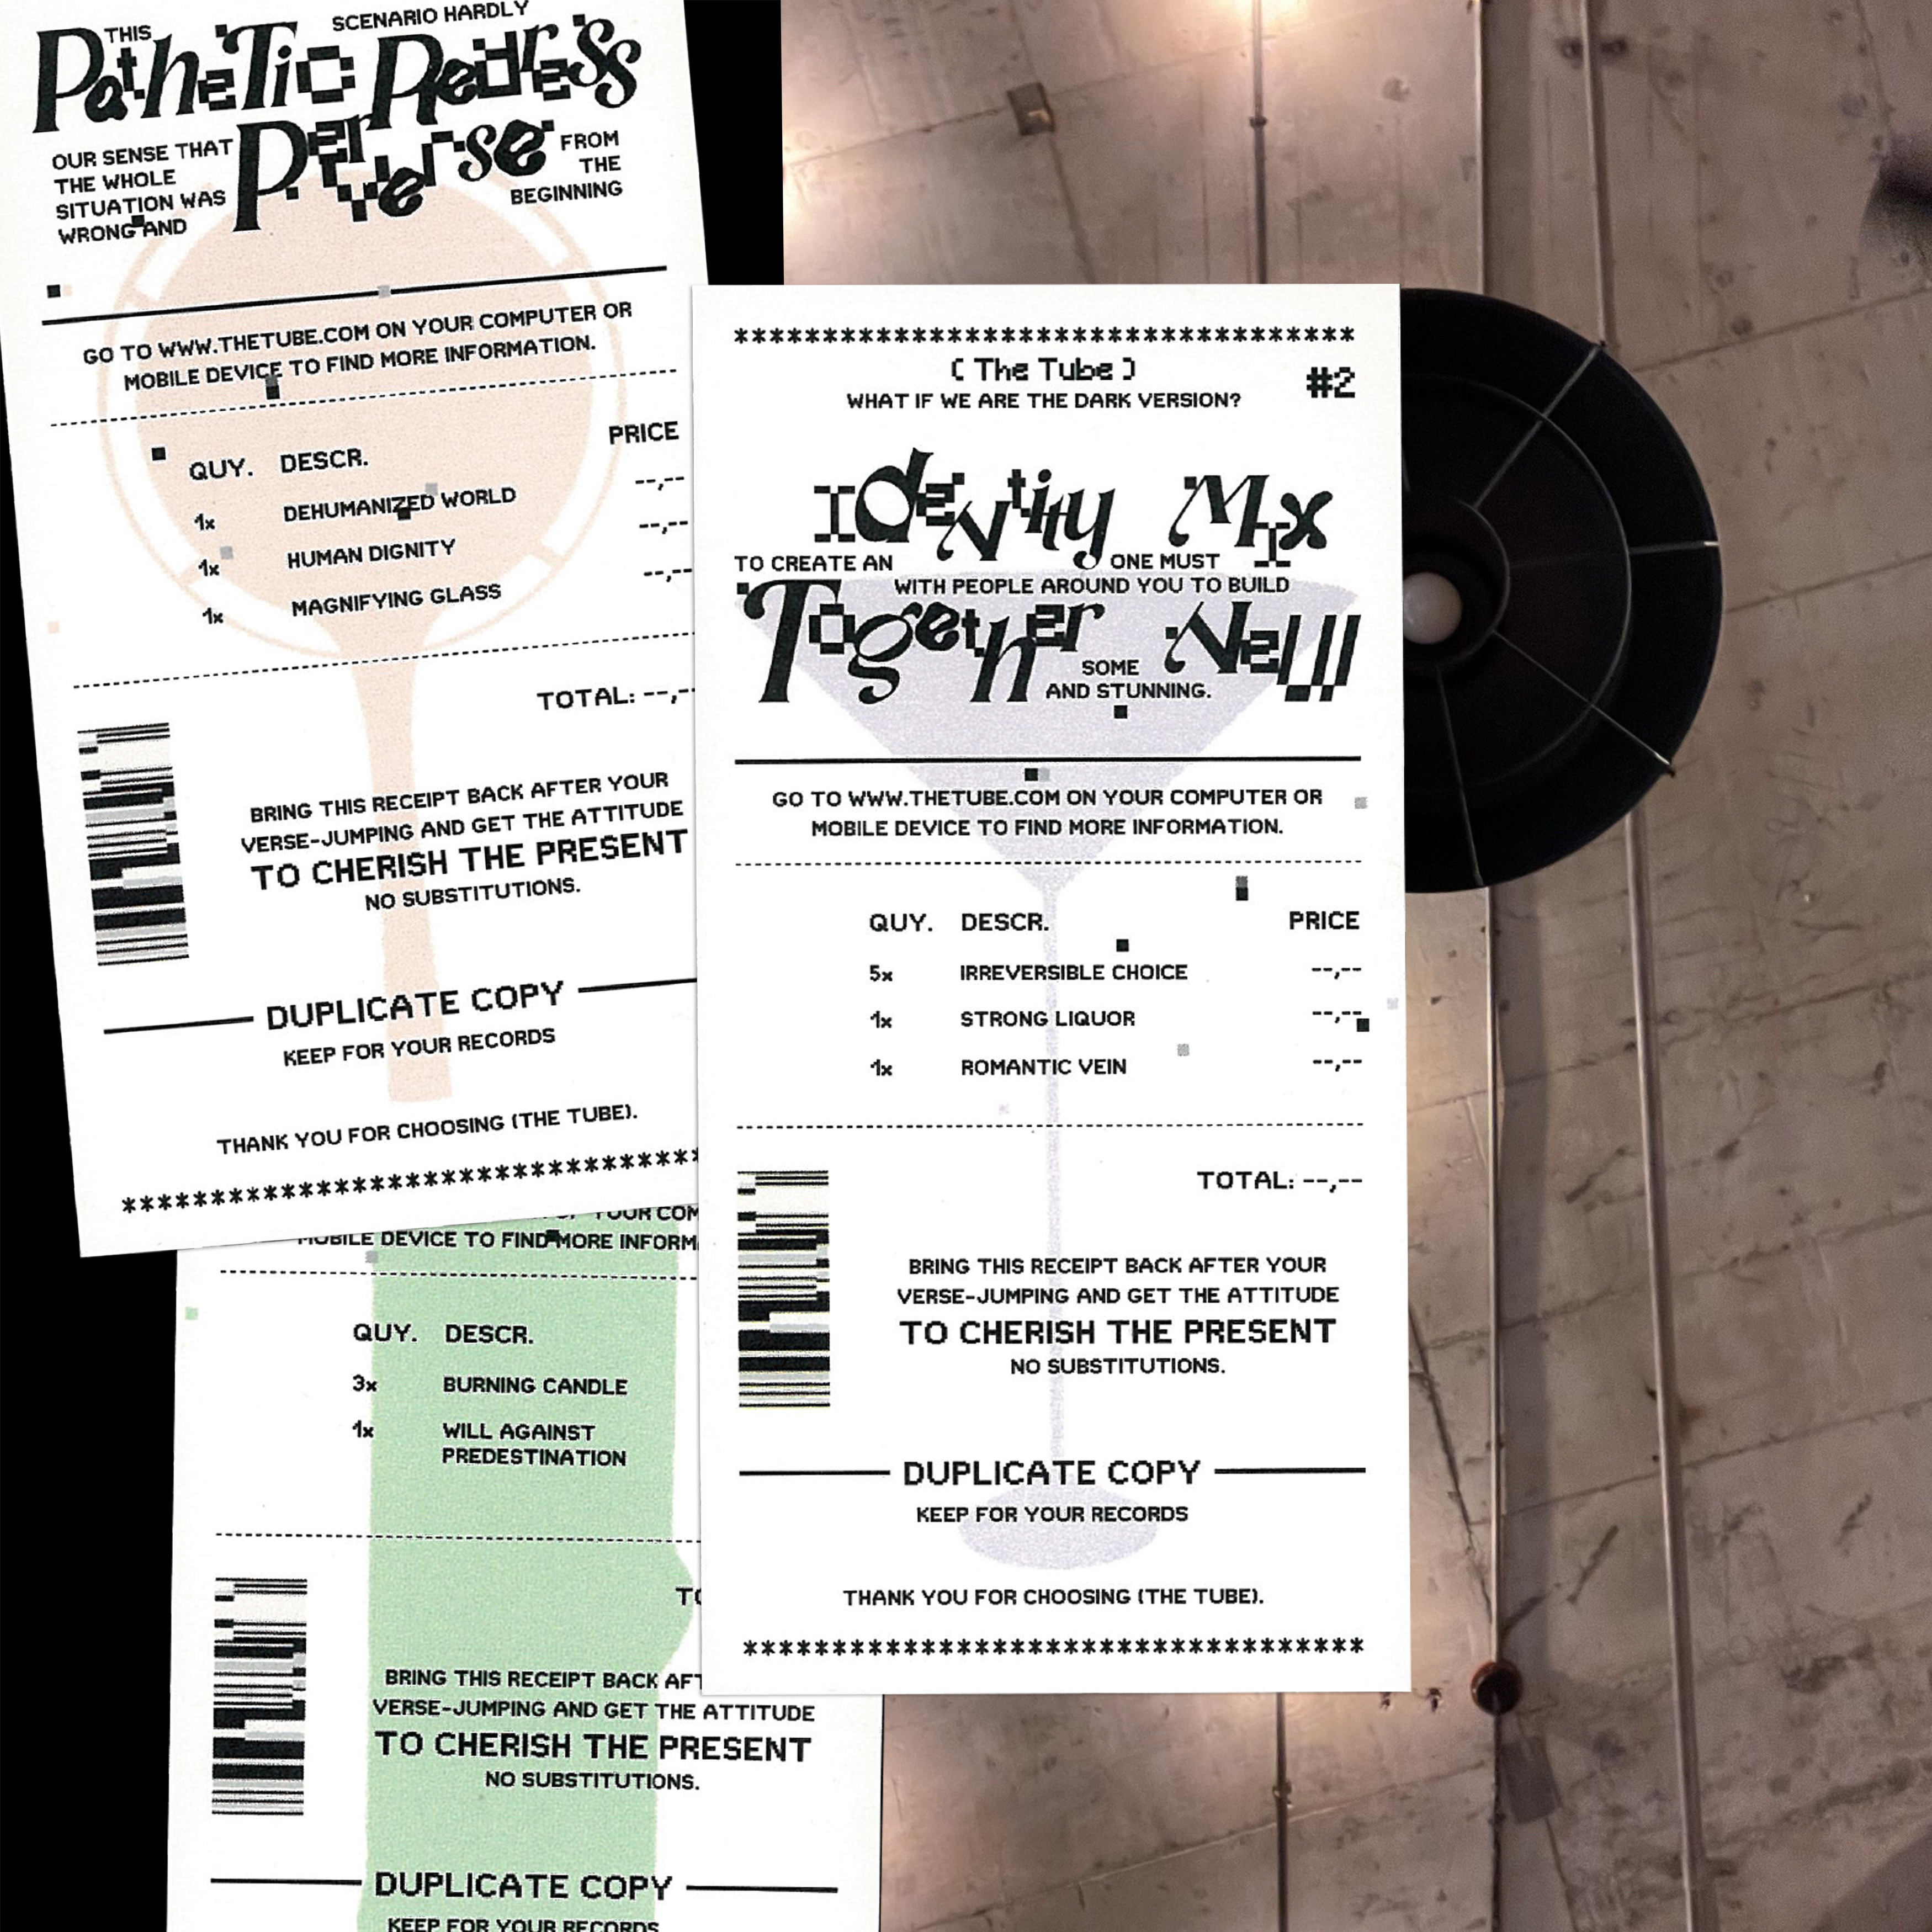 SCENARIO HARDLY
THIS
Pathetic Redress
OUR SENSE THAT
THE WHOLE
SITUATION WAS
WRONG AND
Perverse
FROM
THE
BEGINNING
GO TO WWW.THETUBE.COM ON YOUR COMPUTER OR
MOBILE DEVICE TO FIND MORE INFORMATION.
QUY. DESCR. PRICE
1x DEHUMANIZED WORLD --,--
1x HUMAN DIGNITY --,--
1x MAGNIFYING GLASS --,--
TOTAL: --,--
BRING THIS RECEIPT BACK AFTER YOUR
VERSE-JUMPING AND GET THE ATTITUDE
TO CHERISH THE PRESENT
NO SUBSTITUTIONS.
DUPLICATE COPY
KEEP FOR YOUR RECORDS
THANK YOU FOR CHOOSING (THE TUBE).
***********************************
***********************************
( The Tube )
#2
WHAT IF WE ARE THE DARK VERSION?
Identity Mix
TO CREATE AN ONE MUST
WITH PEOPLE AROUND YOU TO BUILD
Together New
SOME
AND STUNNING.
GO TO WWW.THETUBE.COM ON YOUR COMPUTER OR
MOBILE DEVICE TO FIND MORE INFORMATION.
QUY. DESCR. PRICE
5x IRREVERSIBLE CHOICE --,--
1x STRONG LIQUOR --,--
1x ROMANTIC VEIN --,--
TOTAL: --,--
BRING THIS RECEIPT BACK AFTER YOUR
VERSE-JUMPING AND GET THE ATTITUDE
TO CHERISH THE PRESENT
NO SUBSTITUTIONS.
DUPLICATE COPY
KEEP FOR YOUR RECORDS
THANK YOU FOR CHOOSING (THE TUBE).
***********************************
YOUR COM
MOBILE DEVICE TO FIND MORE INFORM
QUY. DESCR.
3x BURNING CANDLE
1x WILL AGAINST
PREDESTINATION
TO
BRING THIS RECEIPT BACK AFT
VERSE-JUMPING AND GET THE ATTITUDE
TO CHERISH THE PRESENT
NO SUBSTITUTIONS.
DUPLICATE COPY
KEEP FOR YOUR RECORDS